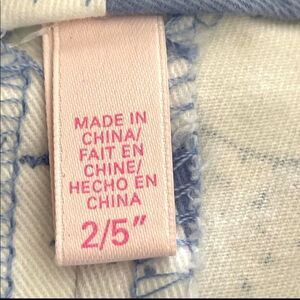 MADE IN
CHINA/
FAIT EN
CHINE/
HECHO EN
CHINA
2/5"